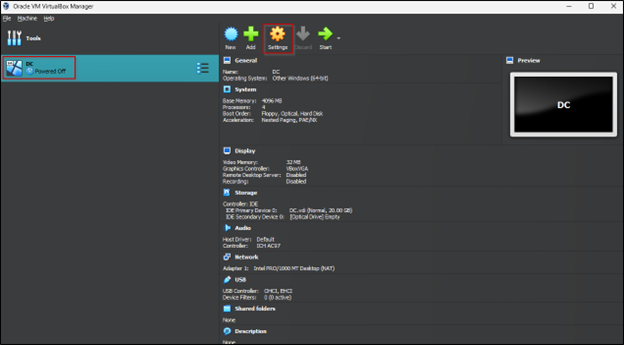 Oracle VM VirtualBox Manager
File Machine Help
Tools
New Add Settings Discard Start
DC
Powered Off
General
Name: DC
Operating System: Other Windows (64-bit)
System
Base Memory: 4096 MB
Processors: 4
Boot Order: Floppy, Optical, Hard Disk
Acceleration: Nested Paging, PAE/NX
Display
Video Memory: 32 MB
Graphics Controller: VBoxVGA
Remote Desktop Server: Disabled
Recording: Disabled
Storage
Controller: IDE
IDE Primary Device 0: DC.vdi (Normal, 20.00 GB)
IDE Secondary Device 0: [Optical Drive] Empty
Audio
Host Driver: Default
Controller: ICH AC97
Network
Adapter 1: Intel PRO/1000 MT Desktop (NAT)
USB
USB Controller: OHCI, EHCI
Device Filters: 0 (0 active)
Shared folders
None
Description
None
Preview
DC